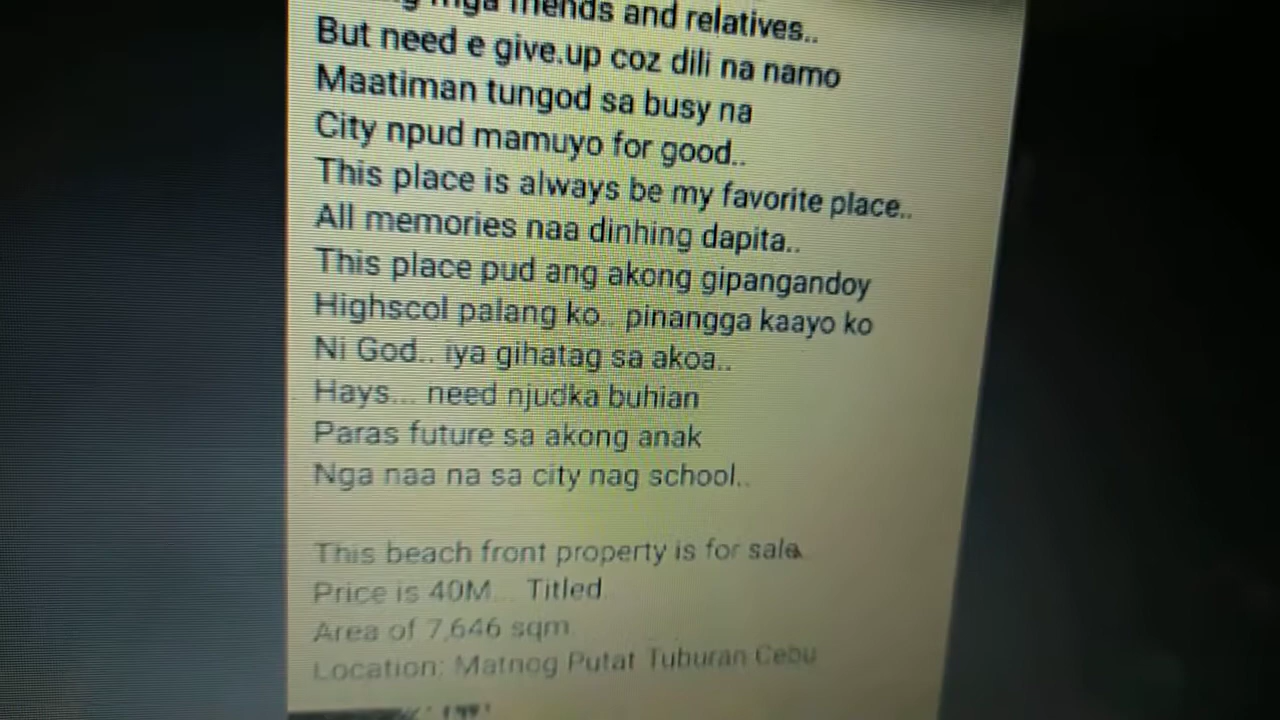 mga friends and relatives..
But need e give.up coz dili na namo
Maatiman tungod sa busy na
City npud mamuyo for good..
This place is always be my favorite place..
All memories naa dinhing dapita..
This place pud ang akong gipangandoy
Highscol palang ko.. pinangga kaayo ko
Ni God.. iya gihatag sa akoa..
Hays... need njudka buhian
Paras future sa akong anak
Nga naa na sa city nag school..
This beach front property is for sale
Price is 40M... Titled
Area of 7,646 sqm
Location: Matnog Putat Tuburan Cebu